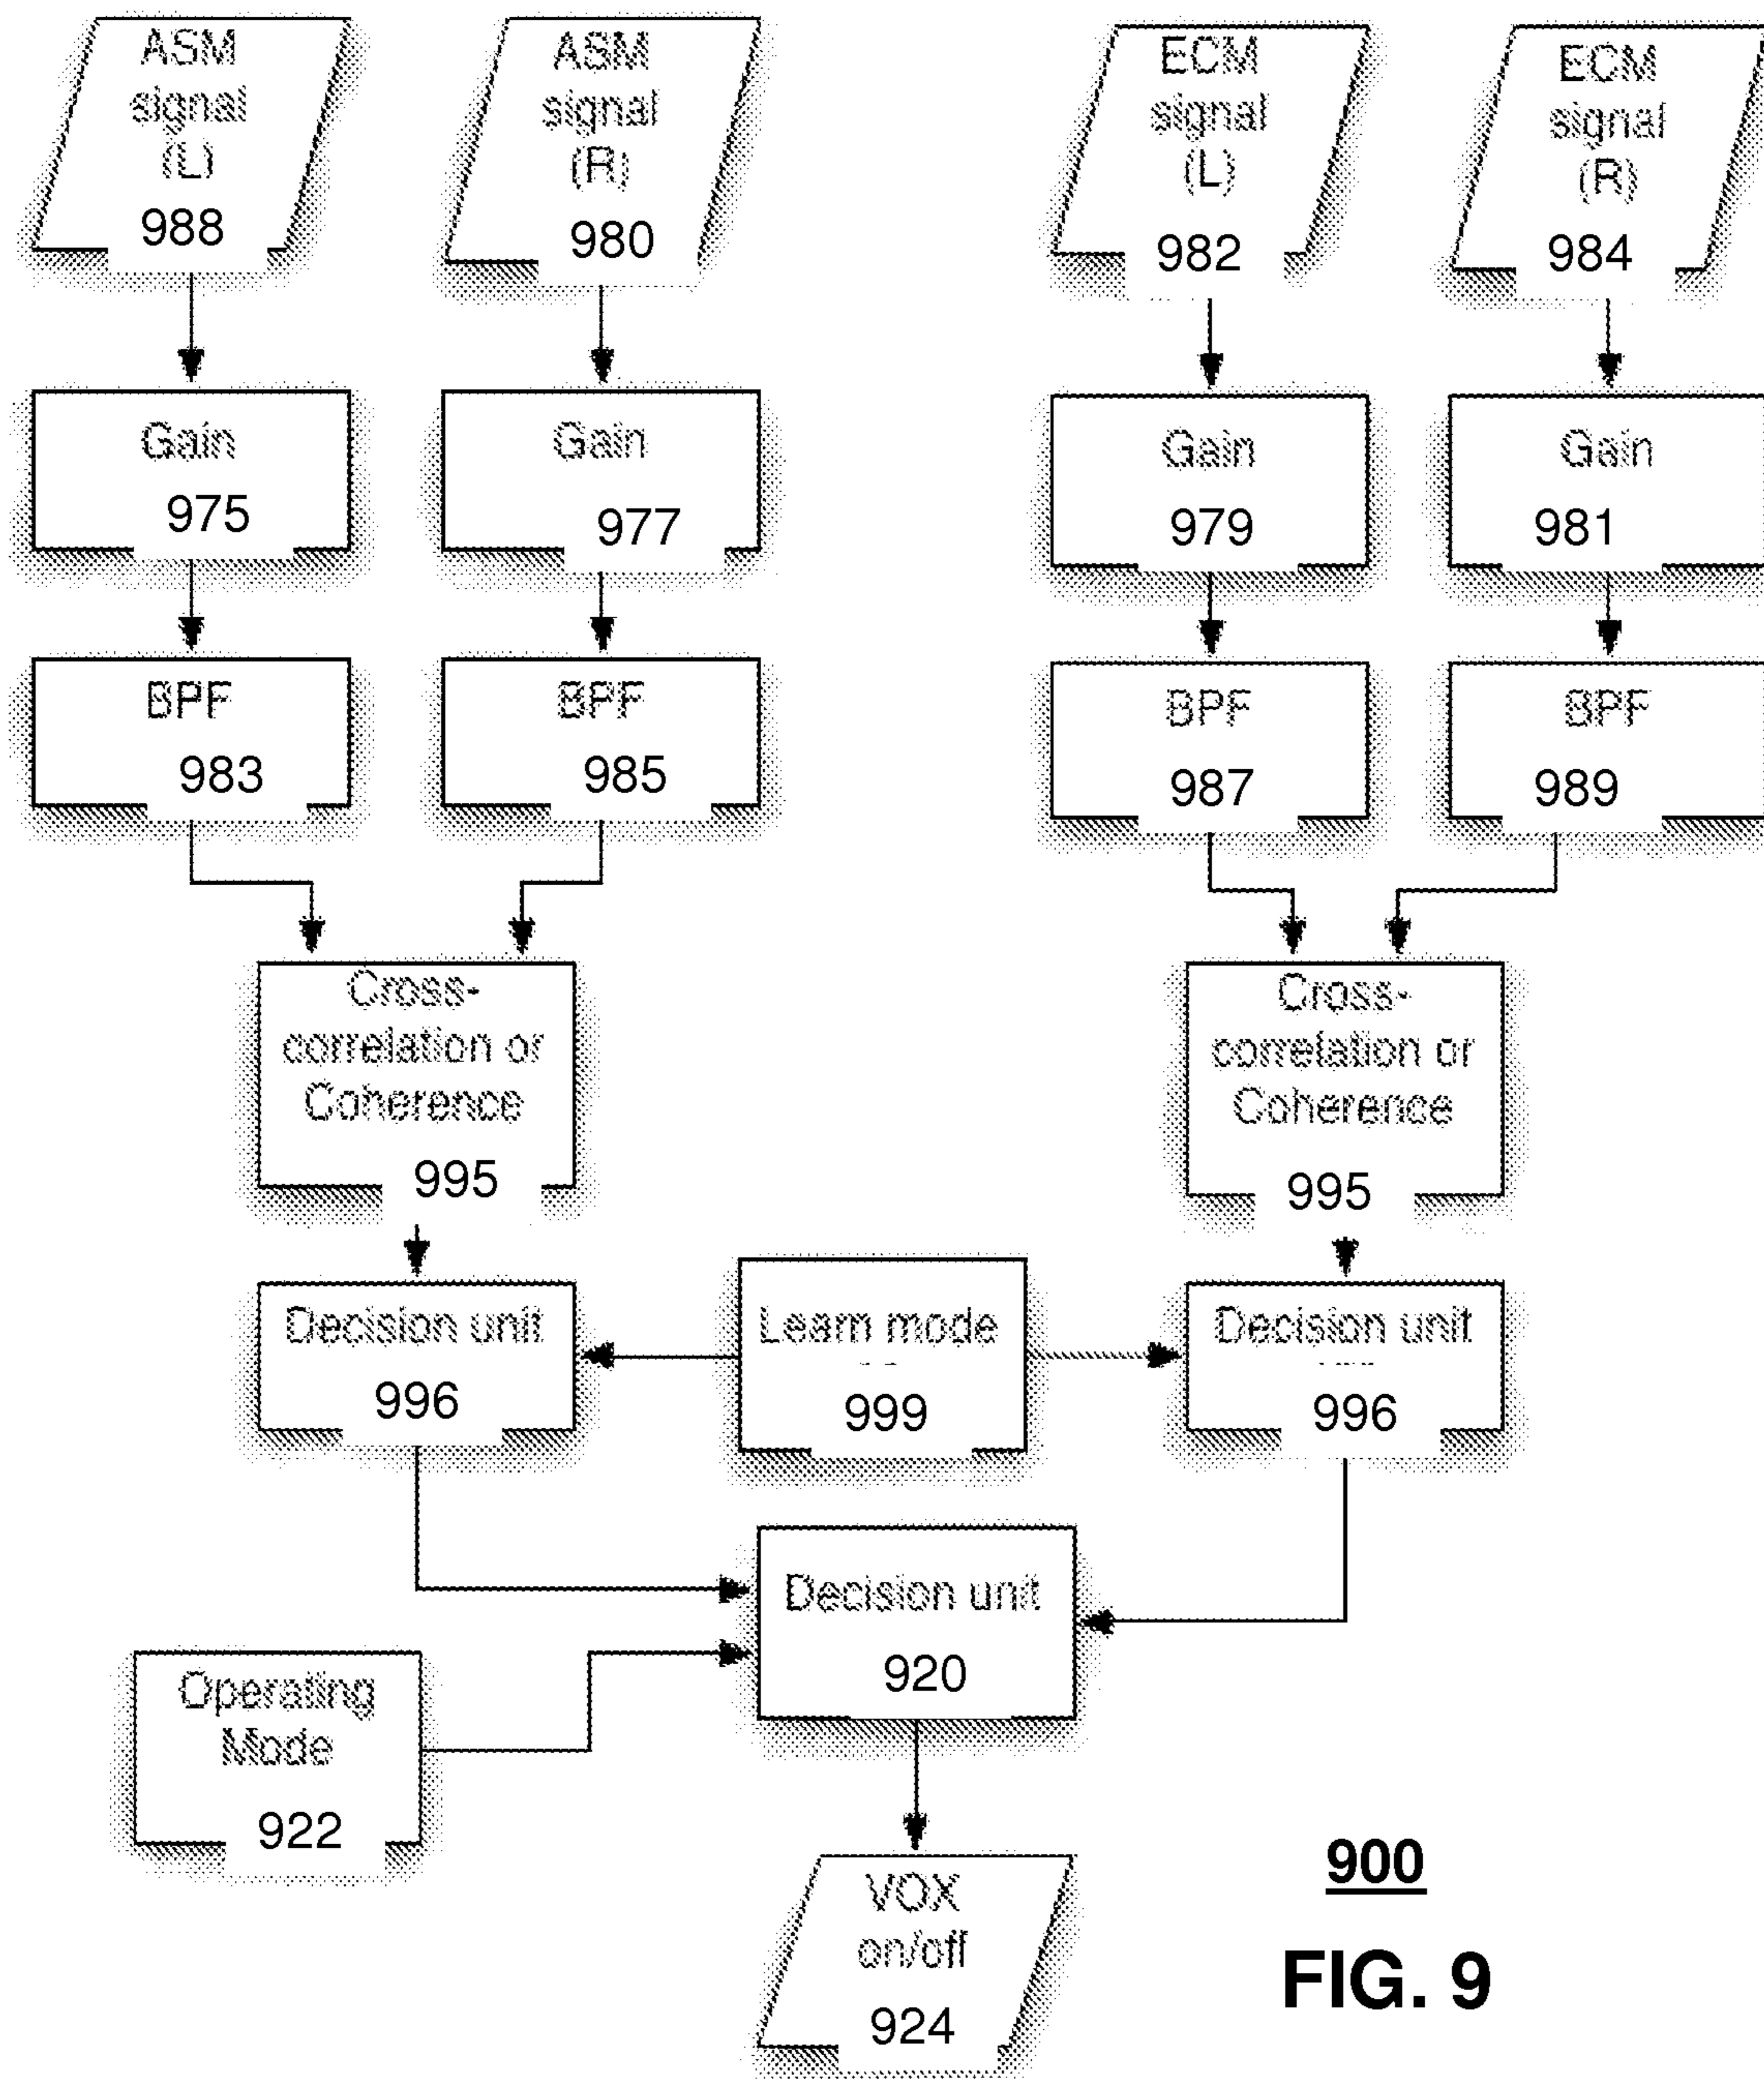 ASM
signal
(L)
988
ASM
signal
(R)
980
ECM
signal
(L)
982
ECM
signal
(R)
984
Gain
975
Gain
977
Gain
979
Gain
981
BPF
983
BPF
985
BPF
987
BPF
989
Cross-
correlation or
Coherence
995
Cross-
correlation or
Coherence
995
Decision unit
996
Learn mode
999
Decision unit
996
Decision unit
920
Operating
Mode
922
VOX
on/off
924
900
FIG. 9